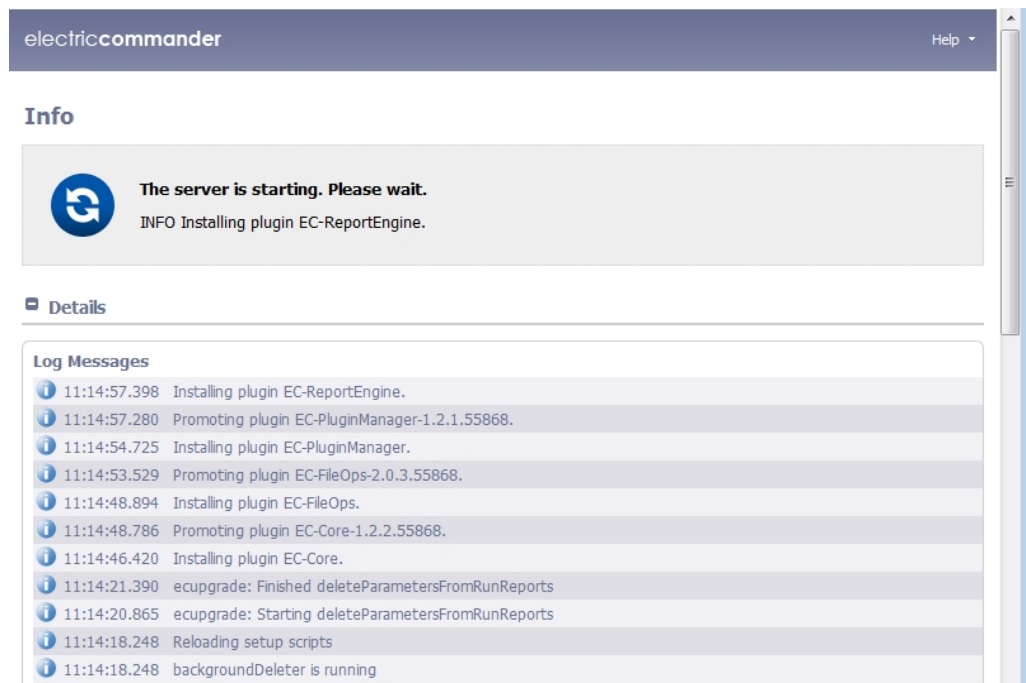 electriccommander
Help
Info
The server is starting. Please wait.
INFO Installing plugin EC-ReportEngine.
Details
Log Messages
11:14:57.398 Installing plugin EC-ReportEngine.
11:14:57.280 Promoting plugin EC-PluginManager-1.2.1.55868.
11:14:54.725 Installing plugin EC-PluginManager.
11:14:53.529 Promoting plugin EC-FileOps-2.0.3.55868.
11:14:48.894 Installing plugin EC-FileOps.
11:14:48.786 Promoting plugin EC-Core-1.2.2.55868.
11:14:46.420 Installing plugin EC-Core.
11:14:21.390 ecupgrade: Finished deleteParametersFromRunReports
11:14:20.865 ecupgrade: Starting deleteParametersFromRunReports
11:14:18.248 Reloading setup scripts
11:14:18.248 backgroundDeleter is running